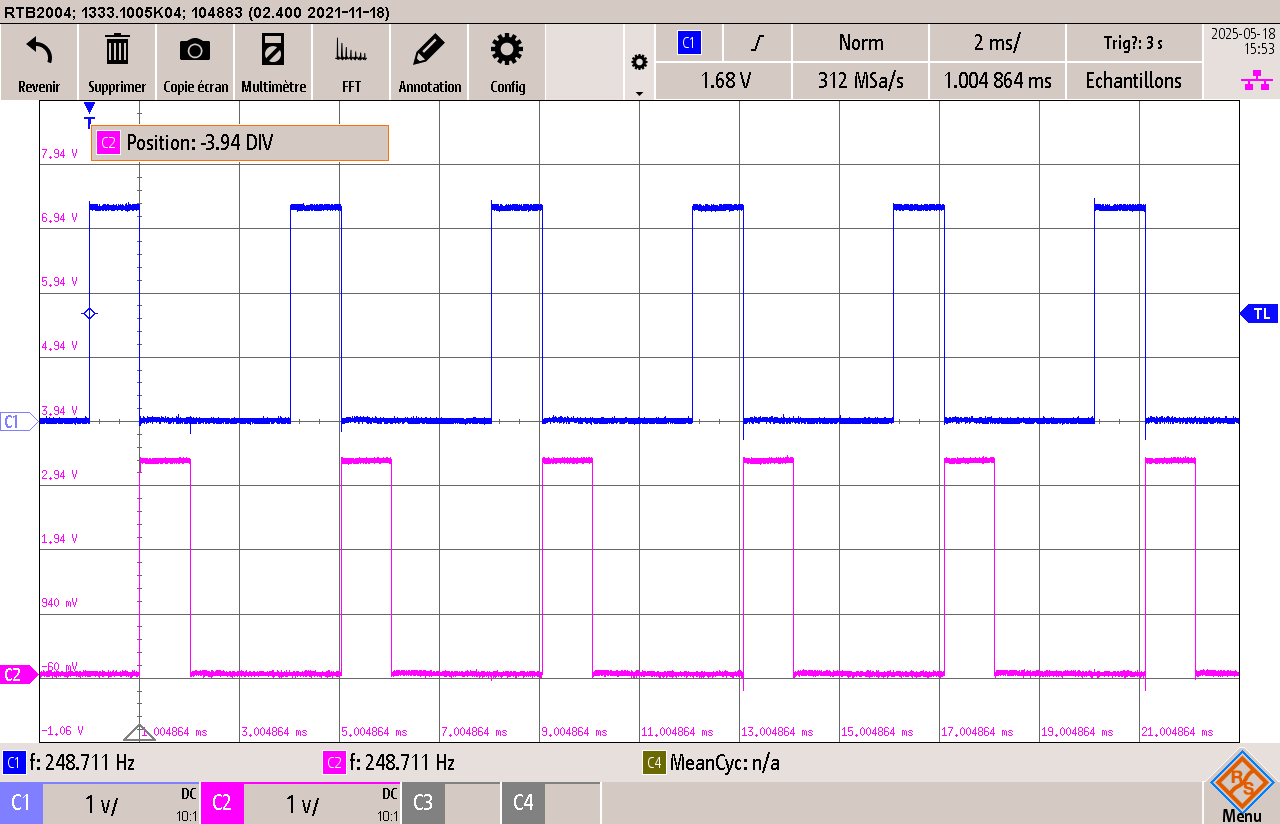 RTB2004; 1333.1005K04; 104883 (02.400 2021-11-18)
Revenir
Supprimer
Copie écran
Multimètre
FFT
Annotation
Config
C1
Norm
2 ms/
Trig?: 3 s
2025-05-18
15:53
1.68 V
312 MSa/s
1.004 864 ms
Echantillons
T
C2 Position: -3.94 DIV
7.94 V
6.94 V
5.94 V
TL
4.94 V
3.94 V
C1
2.94 V
1.94 V
940 mV
-60 mV
C2
-1.06 V
1.004864 ms
3.004864 ms
5.004864 ms
7.004864 ms
9.004864 ms
11.004864 ms
13.004864 ms
15.004864 ms
17.004864 ms
19.004864 ms
21.004864 ms
C1 f: 248.711 Hz
C2 f: 248.711 Hz
C4 MeanCyc: n/a
C1
1 v/
DC
10:1
C2
1 v/
DC
10:1
C3
C4
R S
Menu